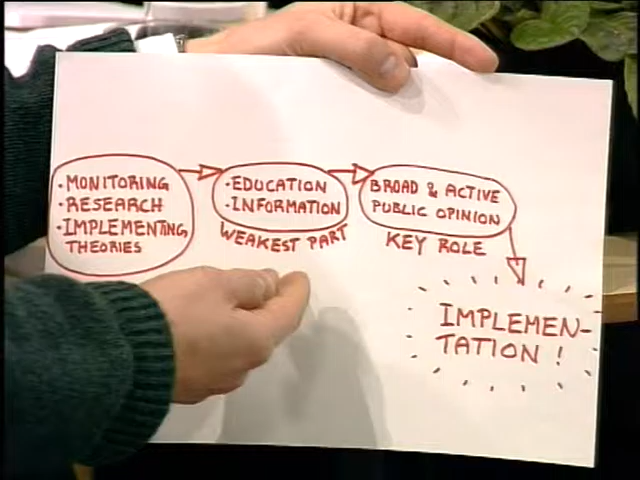 · MONITORING
· RESEARCH
· IMPLEMENTING
THEORIES
· EDUCATION
· INFORMATION
WEAKEST PART
BROAD & ACTIVE
PUBLIC OPINION
KEY ROLE
IMPLEMEN-
TATION !